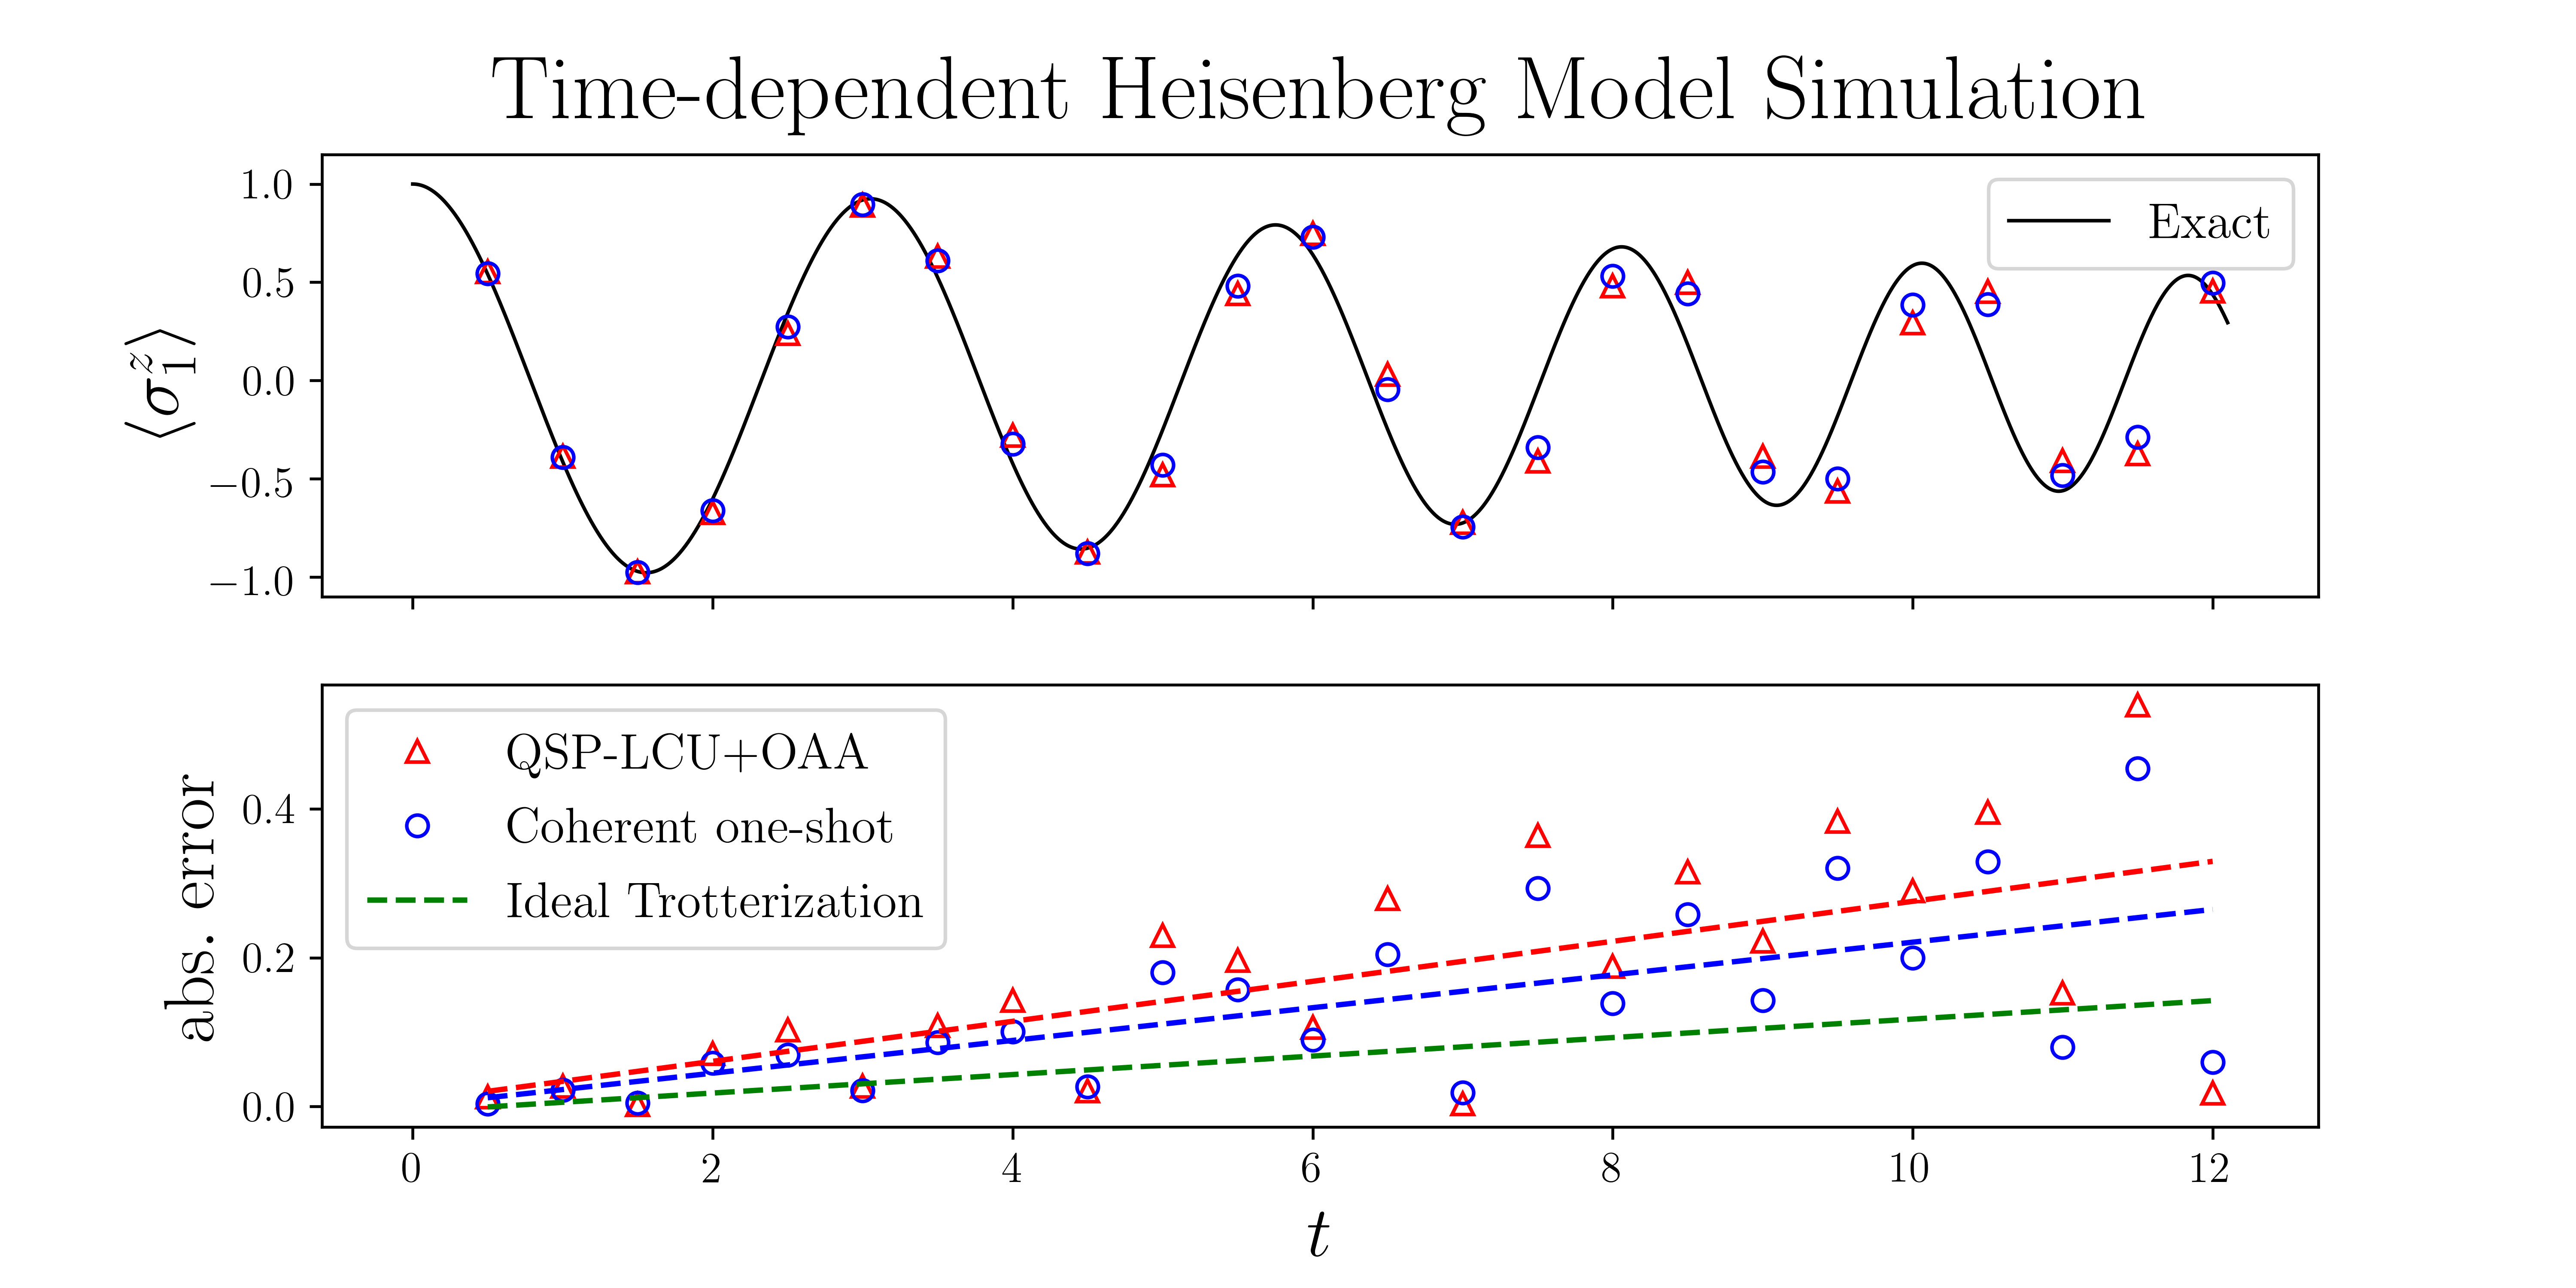 Time-dependent Heisenberg Model Simulation
1.0
0.5
0.0
−0.5
−1.0
⟨σ₁ᶻ⟩
Exact
0.4
0.2
0.0
abs. error
QSP-LCU+OAA
Coherent one-shot
Ideal Trotterization
0 2 4 6 8 10 12
t